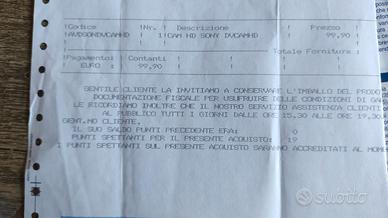 !Codice !Nr. ! Descrizione ! Prezzo
!AVDSONDVCAMHD ! 1!CAM HD SONY DVCAMHD ! 99,90
Totale Fornitura :
!Pagamento! Contanti !
! EURO : ! 99,90 !
GENTILE CLIENTE LA INVITIAMO A CONSERVARE L'IMBALLO DEL PRODO
DOCUMENTAZIONE FISCALE PER USUFRUIRE DELLE CONDIZIONI DI GAR
LE RICORDIAMO INOLTRE CHE IL NOSTRO SERVIZIO ASSISTENZA CLIENTI
AL PUBBLICO TUTTI I GIORNI DALLE ORE 15.30 ALLE ORE 19.30
GENT.MO CLIENTE,
IL SUO SALDO PUNTI PRECEDENTE ERA: 0
PUNTI SPETTANTI PER IL PRESENTE ACQUISTO: 19
I PUNTI SPETTANTI SUL PRESENTE ACQUISTO SARANNO ACCREDITATI AL MOM
subito